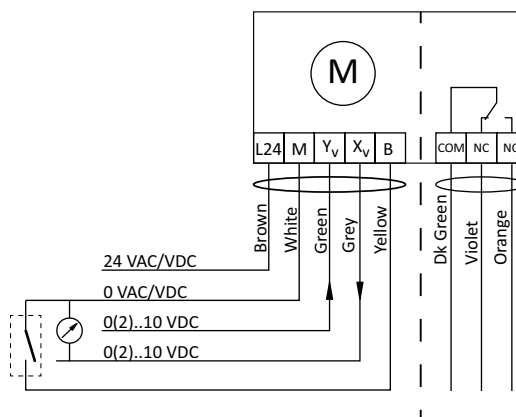 M
L24 M Yv Xv B COM NC
Brown White Green Grey Yellow Dk Green Violet Orange
24 VAC/VDC
0 VAC/VDC
0(2)..10 VDC
0(2)..10 VDC